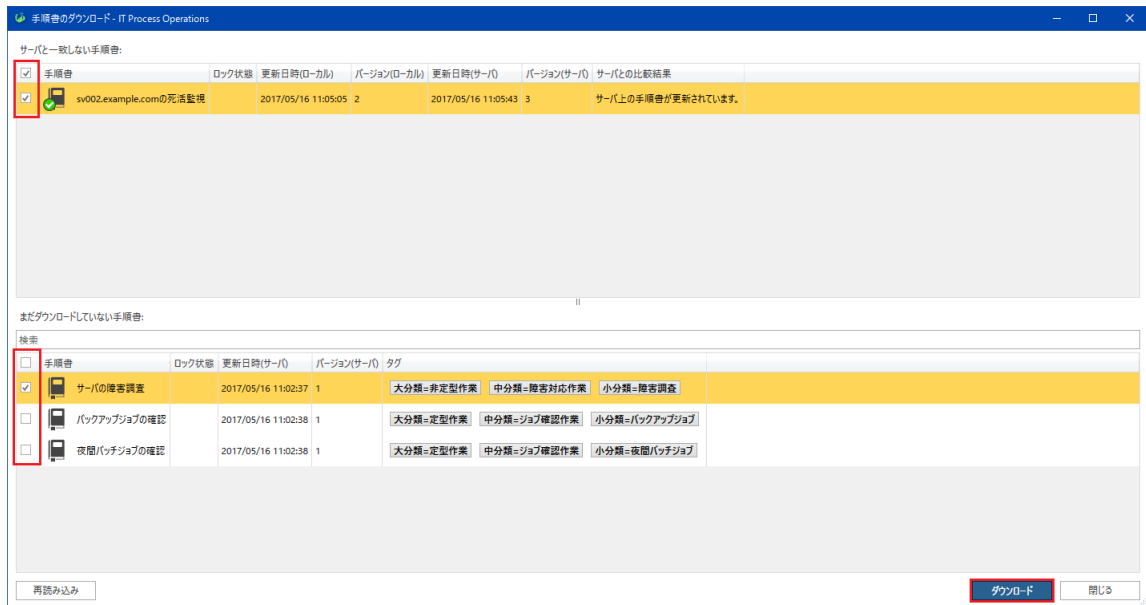 手順書のダウンロード - IT Process Operations
サーバと一致しない手順書:
手順書 ロック状態 更新日時(ローカル) バージョン(ローカル) 更新日時(サーバ) バージョン(サーバ) サーバとの比較結果
sv002.example.comの死活監視 2017/05/16 11:05:05 2 2017/05/16 11:05:43 3 サーバ上の手順書が更新されています。
まだダウンロードしていない手順書:
検索
手順書 ロック状態 更新日時(サーバ) バージョン(サーバ) タグ
サーバの障害調査 2017/05/16 11:02:37 1 大分類=非定型作業 中分類=障害対応作業 小分類=障害調査
バックアップジョブの確認 2017/05/16 11:02:38 1 大分類=定型作業 中分類=ジョブ確認作業 小分類=バックアップジョブ
夜間バッチジョブの確認 2017/05/16 11:02:38 1 大分類=定型作業 中分類=ジョブ確認作業 小分類=夜間バッチジョブ
再読み込み ダウンロード 閉じる